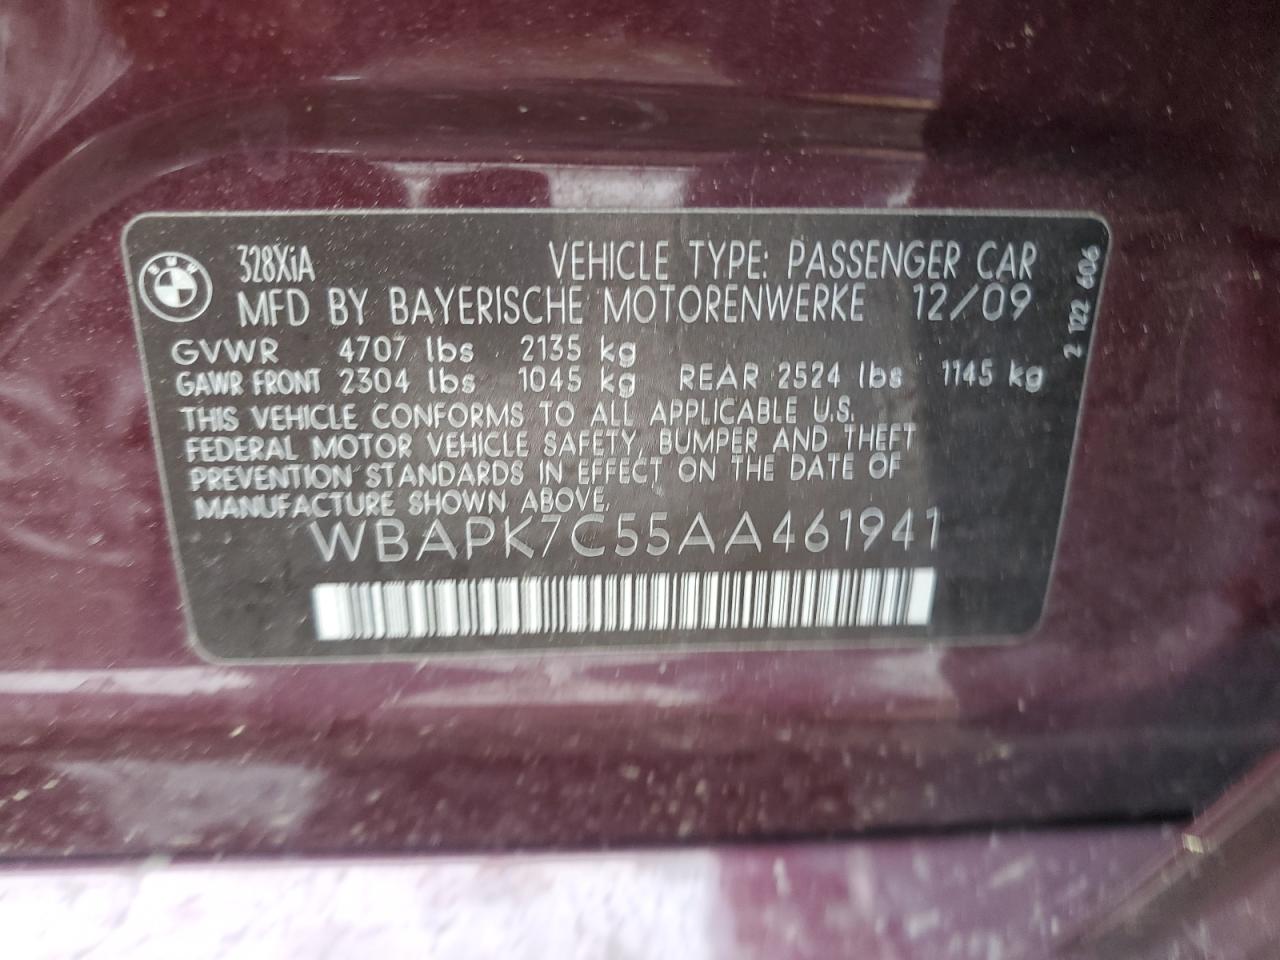 BMW
328XiA VEHICLE TYPE: PASSENGER CAR
MFD BY BAYERISCHE MOTORENWERKE 12/09
GVWR 4707 lbs 2135 kg
GAWR FRONT 2304 lbs 1045 kg REAR 2524 lbs 1145 kg
THIS VEHICLE CONFORMS TO ALL APPLICABLE U.S.
FEDERAL MOTOR VEHICLE SAFETY, BUMPER AND THEFT
PREVENTION STANDARDS IN EFFECT ON THE DATE OF
MANUFACTURE SHOWN ABOVE.
WBAPK7C55AA461941
2 122 606